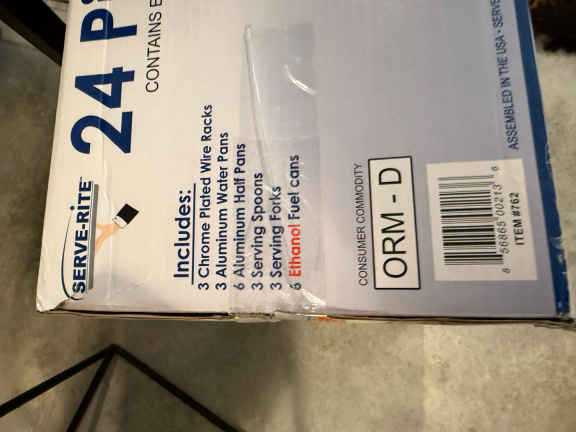 SERVE-RITE
24
CONTAINS
Includes:
3 Chrome Plated Wire Racks
3 Aluminum Water Pans
6 Aluminum Half Pans
3 Serving Spoons
3 Serving Forks
6 Ethanol Fuel cans
CONSUMER COMMODITY
ORM - D
6 56865 00213 6
ITEM #762
ASSEMBLED IN THE USA • SERVE